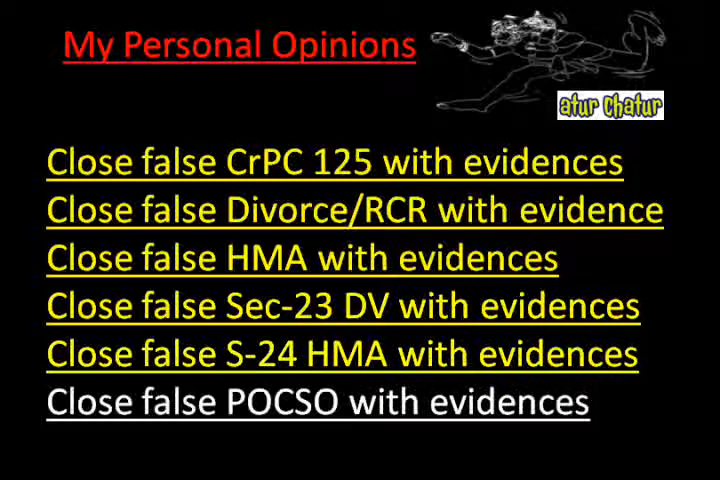 My Personal Opinions
atur Chatur
Close false CrPC 125 with evidences
Close false Divorce/RCR with evidence
Close false HMA with evidences
Close false Sec-23 DV with evidences
Close false S-24 HMA with evidences
Close false POCSO with evidences